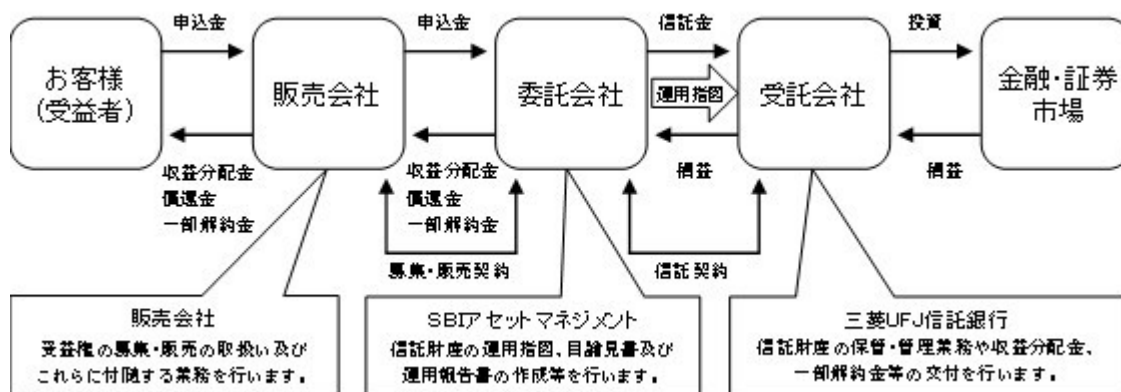 申込金
申込金
信託金
投資
お客様
(受益者)
販売会社
委託会社
運用指図
受託会社
金融・証券
市場
収益分配金
償還金
一部解約金
収益分配金
償還金
一部解約金
損益
損益
募集・販売契約
信託契約
販売会社
受益権の募集・販売の取扱い及び
これらに付随する業務を行います。
SBIアセットマネジメント
信託財産の運用指図、目論見書及び
運用報告書の作成等を行います。
三菱UFJ信託銀行
信託財産の保管・管理業務や収益分配金、
一部解約金等の交付を行います。